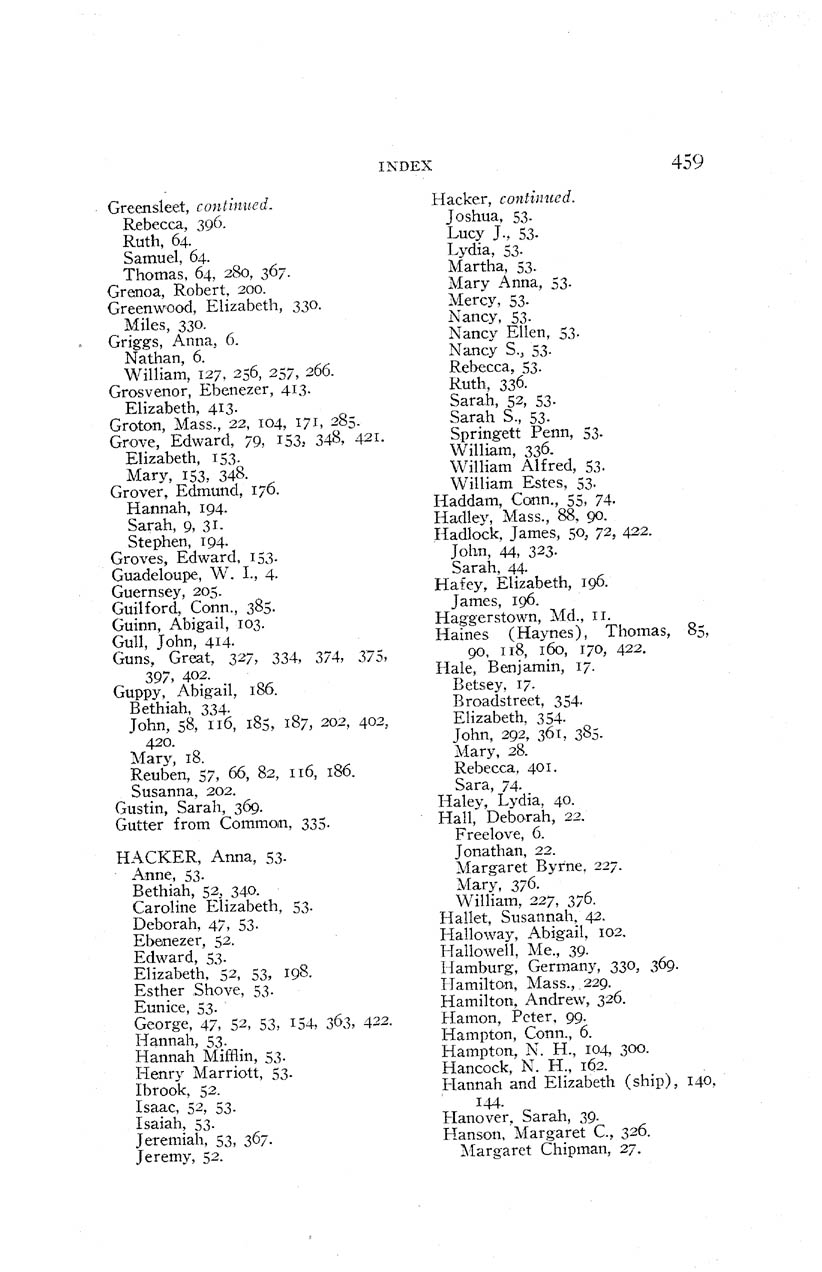 INDEX 459
Greensleet, continued.
Rebecca, 396.
Ruth, 64.
Samuel, 64.
Thomas, 64, 280, 367.
Grenoa, Robert, 200.
Greenwood, Elizabeth, 330.
Miles, 330.
Griggs, Anna, 6.
Nathan, 6.
William, 127, 256, 257, 266.
Grosvenor, Ebenezer, 413.
Elizabeth, 413.
Groton, Mass., 22, 104, 171, 285.
Grove, Edward, 79, 153, 348, 421.
Elizabeth, 153.
Mary, 153, 348.
Grover, Edmund, 176.
Hannah, 194.
Sarah, 9, 31.
Stephen, 194.
Groves, Edward, 153.
Guadeloupe, W. I., 4.
Guernsey, 205.
Guilford, Conn., 385.
Guinn, Abigail, 103.
Gull, John, 414.
Guns, Great, 327, 334, 374, 375,
397, 402.
Guppy, Abigail, 186.
Bethiah, 334.
John, 58, 116, 185, 187, 202, 402,
420.
Mary, 18.
Reuben, 57, 66, 82, 116, 186.
Susanna, 202.
Gustin, Sarah, 369.
Gutter from Common, 335.
HACKER, Anna, 53.
Anne, 53.
Bethiah, 52, 340.
Caroline Elizabeth, 53.
Deborah, 47, 53.
Ebenezer, 52.
Edward, 53.
Elizabeth, 52, 53, 198.
Esther Shove, 53.
Eunice, 53.
George, 47, 52, 53, 154, 363, 422.
Hannah, 53.
Hannah Mifflin, 53.
Henry Marriott, 53.
Ibrook, 52.
Isaac, 52, 53.
Isaiah, 53.
Jeremiah, 53, 367.
Jeremy, 52.
Hacker, continued.
Joshua, 53.
Lucy J., 53.
Lydia, 53.
Martha, 53.
Mary Anna, 53.
Mercy, 53.
Nancy, 53.
Nancy Ellen, 53.
Nancy S., 53.
Rebecca, 53.
Ruth, 336.
Sarah, 52, 53.
Sarah S., 53.
Springett Penn, 53.
William, 336.
William Alfred, 53.
William Estes, 53.
Haddam, Conn., 55, 74.
Hadley, Mass., 88, 90.
Hadlock, James, 50, 72, 422.
John, 44, 323.
Sarah, 44.
Hafey, Elizabeth, 196.
James, 196.
Haggerstown, Md., 11.
Haines (Haynes), Thomas, 85,
90, 118, 160, 170, 422.
Hale, Benjamin, 17.
Betsey, 17.
Broadstreet, 354.
Elizabeth, 354.
John, 292, 361, 385.
Mary, 28.
Rebecca, 401.
Sara, 74.
Haley, Lydia, 40.
Hall, Deborah, 22.
Freelove, 6.
Jonathan, 22.
Margaret Byrne, 227.
Mary, 376.
William, 227, 376.
Hallet, Susannah, 42.
Halloway, Abigail, 102.
Hallowell, Me., 39.
Hamburg, Germany, 330, 369.
Hamilton, Mass., 229.
Hamilton, Andrew, 326.
Hamon, Peter, 99.
Hampton, Conn., 6.
Hampton, N. H., 104, 300.
Hancock, N. H., 162.
Hannah and Elizabeth (ship), 140,
144.
Hanover, Sarah, 39.
Hanson, Margaret C., 326.
Margaret Chipman, 27.